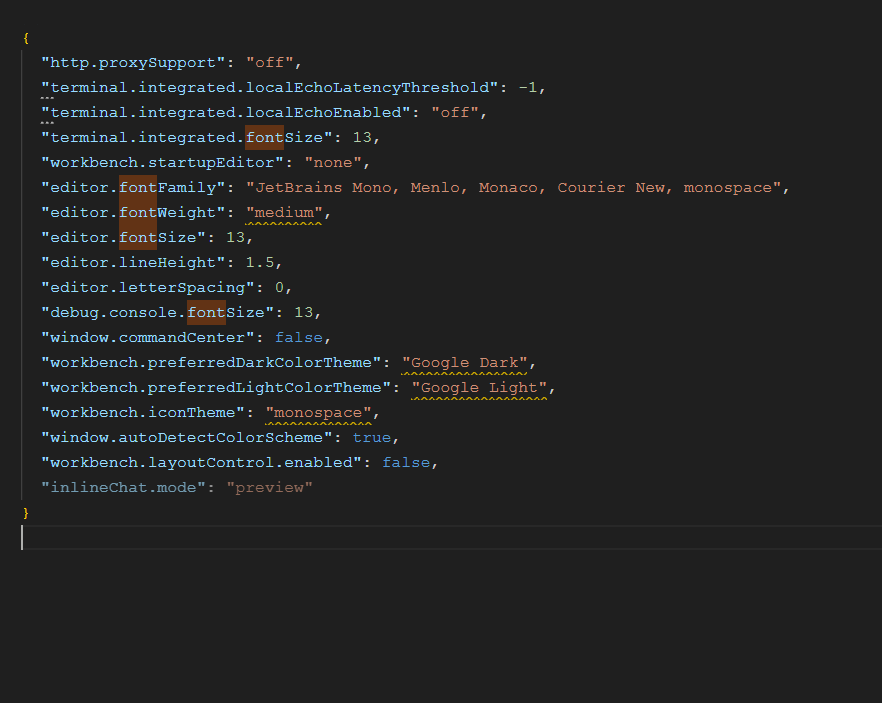 {
"http.proxySupport": "off",
"terminal.integrated.localEchoLatencyThreshold": -1,
"terminal.integrated.localEchoEnabled": "off",
"terminal.integrated.fontSize": 13,
"workbench.startupEditor": "none",
"editor.fontFamily": "JetBrains Mono, Menlo, Monaco, Courier New, monospace",
"editor.fontWeight": "medium",
"editor.fontSize": 13,
"editor.lineHeight": 1.5,
"editor.letterSpacing": 0,
"debug.console.fontSize": 13,
"window.commandCenter": false,
"workbench.preferredDarkColorTheme": "Google Dark",
"workbench.preferredLightColorTheme": "Google Light",
"workbench.iconTheme": "monospace",
"window.autoDetectColorScheme": true,
"workbench.layoutControl.enabled": false,
"inlineChat.mode": "preview"
}